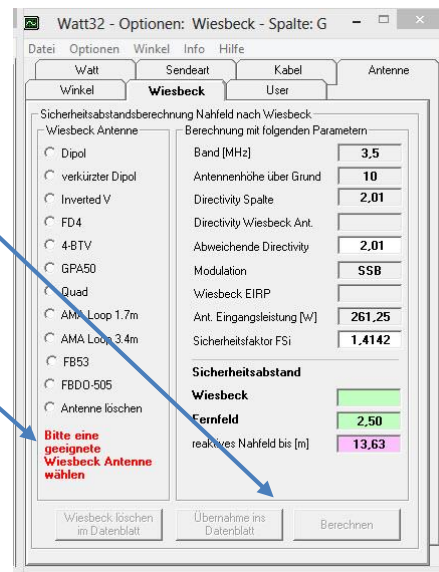 Watt32 - Optionen: Wiesbeck - Spalte: G
Datei Optionen Winkel Info Hilfe
Watt Sendeart Kabel Antenne
Winkel Wiesbeck User
Sicherheitsabstandsberechnung Nahfeld nach Wiesbeck
Wiesbeck Antenne
Dipol
verkürzter Dipol
Inverted V
FD4
4-BTV
GPA50
Quad
AMA Loop 1.7m
AMA Loop 3.4m
FB53
FBDO-505
Antenne löschen
Bitte eine
geeignete
Wiesbeck Antenne
wählen
Berechnung mit folgenden Parametern
Band [MHz] 3,5
Antennenhöhe über Grund 10
Directivity Spalte 2,01
Directivity Wiesbeck Ant.
Abweichende Directivity 2,01
Modulation SSB
Wiesbeck EIRP
Ant. Eingangsleistung [W] 261,25
Sicherheitsfaktor FSi 1,4142
Sicherheitsabstand
Wiesbeck
Fernfeld 2,50
reaktives Nahfeld bis [m] 13,63
Wiesbeck löschen
im Datenblatt
Übernahme ins
Datenblatt
Berechnen